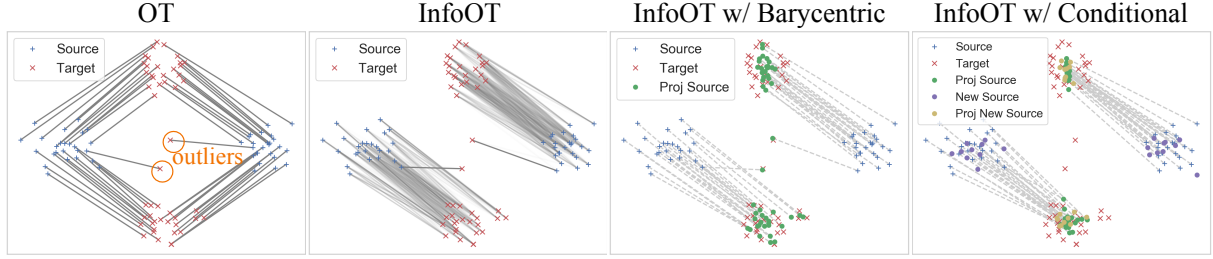 OT
Source
Target
outliers
InfoOT
Source
Target
InfoOT w/ Barycentric
Source
Target
Proj Source
InfoOT w/ Conditional
Source
Target
Proj Source
New Source
Proj New Source